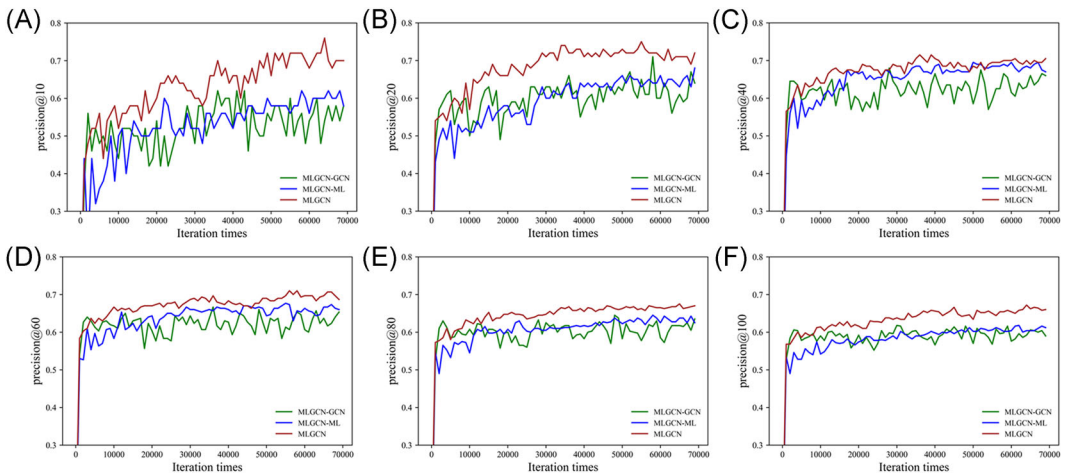 (A)
0.8
0.7
0.6
0.5
0.4
0.3
precision@10
0 10000 20000 30000 40000 50000 60000 70000
Iteration times
MLGCN-GCN
MLGCN-ML
MLGCN
(B)
0.8
0.7
0.6
0.5
0.4
0.3
precision@20
0 10000 20000 30000 40000 50000 60000 70000
Iteration times
MLGCN-GCN
MLGCN-ML
MLGCN
(C)
0.8
0.7
0.6
0.5
0.4
0.3
precision@40
0 10000 20000 30000 40000 50000 60000 70000
Iteration times
MLGCN-GCN
MLGCN-ML
MLGCN
(D)
0.8
0.7
0.6
0.5
0.4
0.3
precision@60
0 10000 20000 30000 40000 50000 60000 70000
Iteration times
MLGCN-GCN
MLGCN-ML
MLGCN
(E)
0.8
0.7
0.6
0.5
0.4
0.3
precision@80
0 10000 20000 30000 40000 50000 60000 70000
Iteration times
MLGCN-GCN
MLGCN-ML
MLGCN
(F)
0.8
0.7
0.6
0.5
0.4
0.3
precision@100
0 10000 20000 30000 40000 50000 60000 70000
Iteration times
MLGCN-GCN
MLGCN-ML
MLGCN